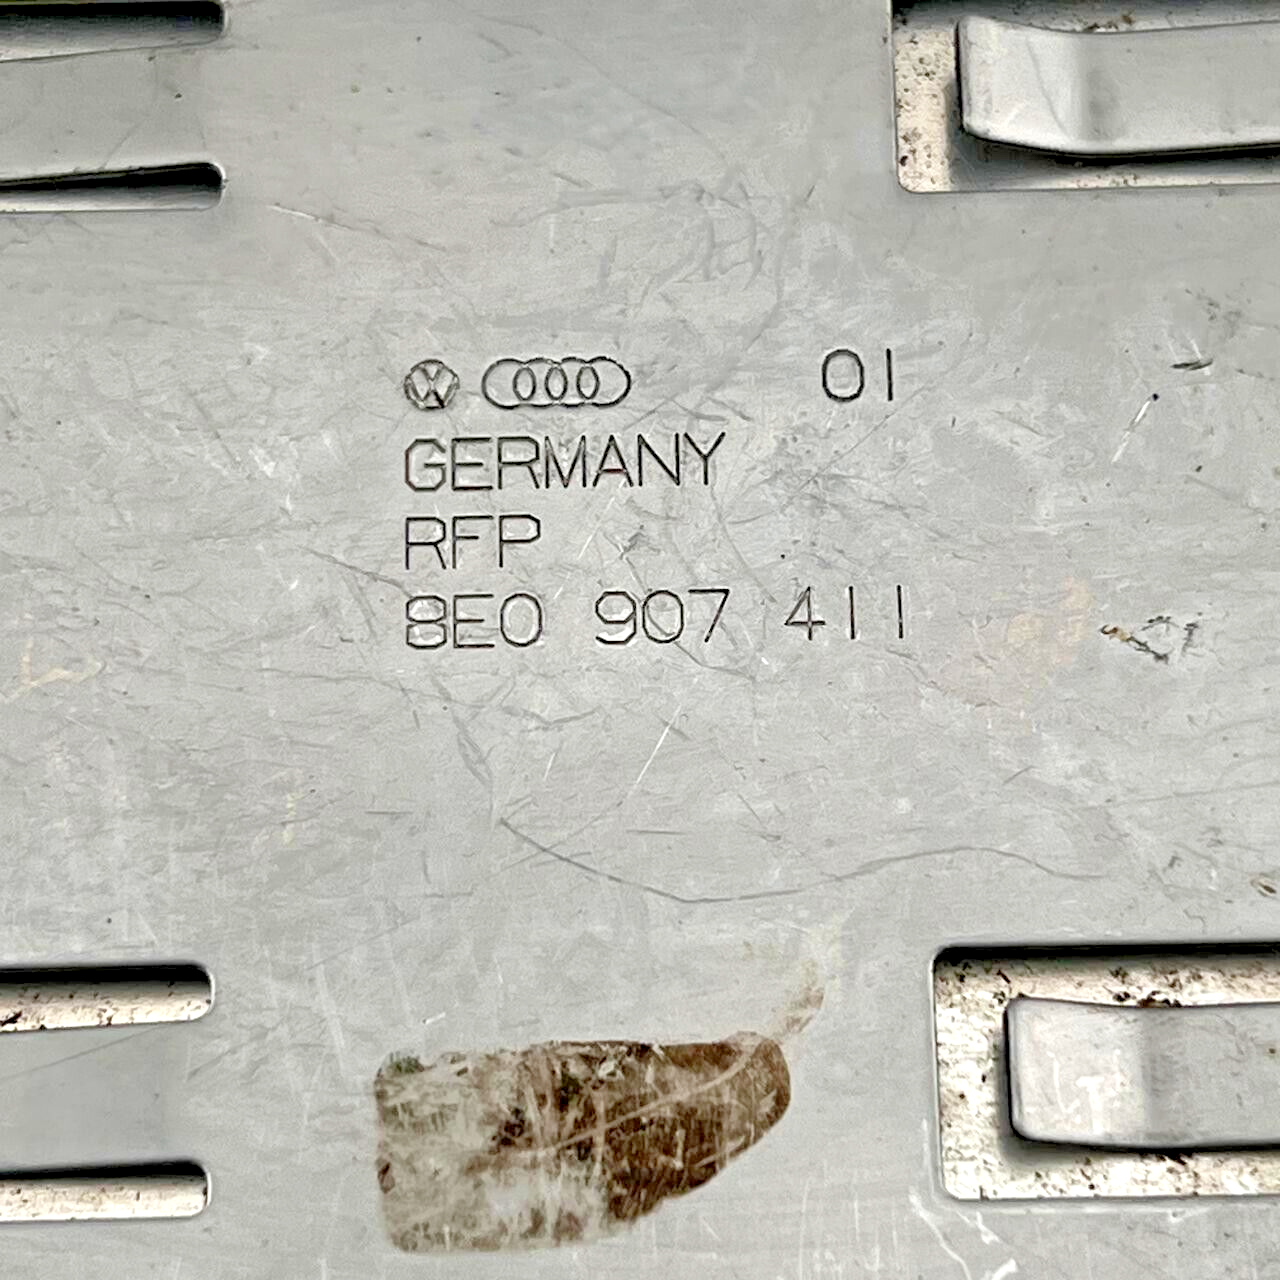 01
GERMANY
RFP
8E0 907 411